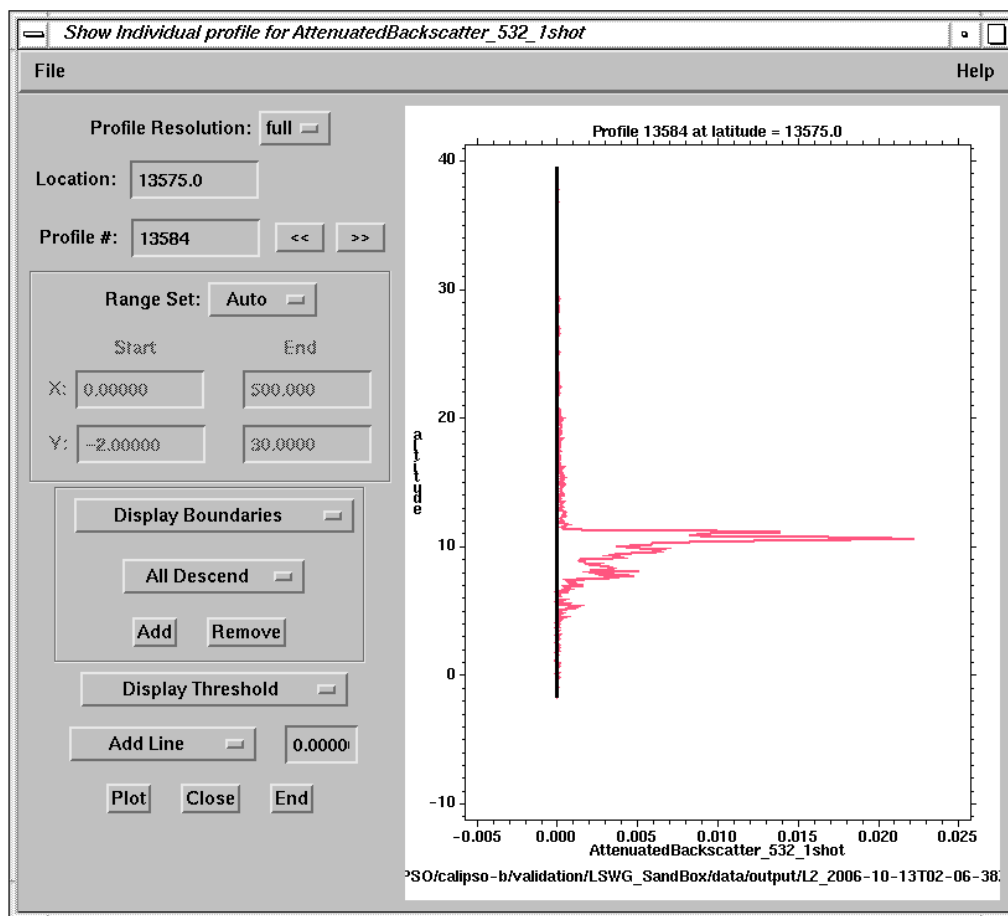 Show Individual profile for AttenuatedBackscatter_532_1shot
File Help
Profile Resolution: full
Location: 13575.0
Profile #: 13584 << >>
Range Set: Auto
Start End
X: 0.00000 500.000
Y: -2.00000 30.0000
Display Boundaries
All Descend
Add Remove
Display Threshold
Add Line 0.0000
Plot Close End
Profile 13584 at latitude = 13575.0
40
30
20
10
0
-10
altitude
-0.005 0.000 0.005 0.010 0.015 0.020 0.025
AttenuatedBackscatter_532_1shot
PSO/calipso-b/validation/LSWG_SandBox/data/output/L2_2006-10-13T02-06-38